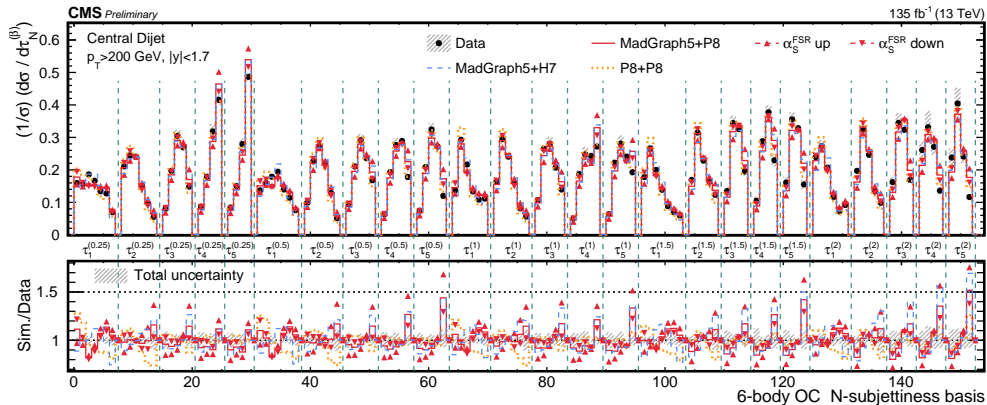 CMS Preliminary 135 fb⁻¹ (13 TeV)
Central Dijet
p_T>200 GeV, |y|<1.7
Data MadGraph5+P8 α_S^FSR up α_S^FSR down
MadGraph5+H7 P8+P8
(1/σ) (dσ / dτ_N^(β))
0.6
0.5
0.4
0.3
0.2
0.1
0
τ_1^(0.25) τ_2^(0.25) τ_3^(0.25) τ_4^(0.25) τ_5^(0.25) τ_1^(0.5) τ_2^(0.5) τ_3^(0.5) τ_4^(0.5) τ_5^(0.5) τ_1^(1) τ_2^(1) τ_3^(1) τ_4^(1) τ_5^(1) τ_1^(1.5) τ_2^(1.5) τ_3^(1.5) τ_4^(1.5) τ_5^(1.5) τ_1^(2) τ_2^(2) τ_3^(2) τ_4^(2) τ_5^(2)
Total uncertainty
Sim./Data
1.5
1
0 20 40 60 80 100 120 140
6-body OC N-subjettiness basis